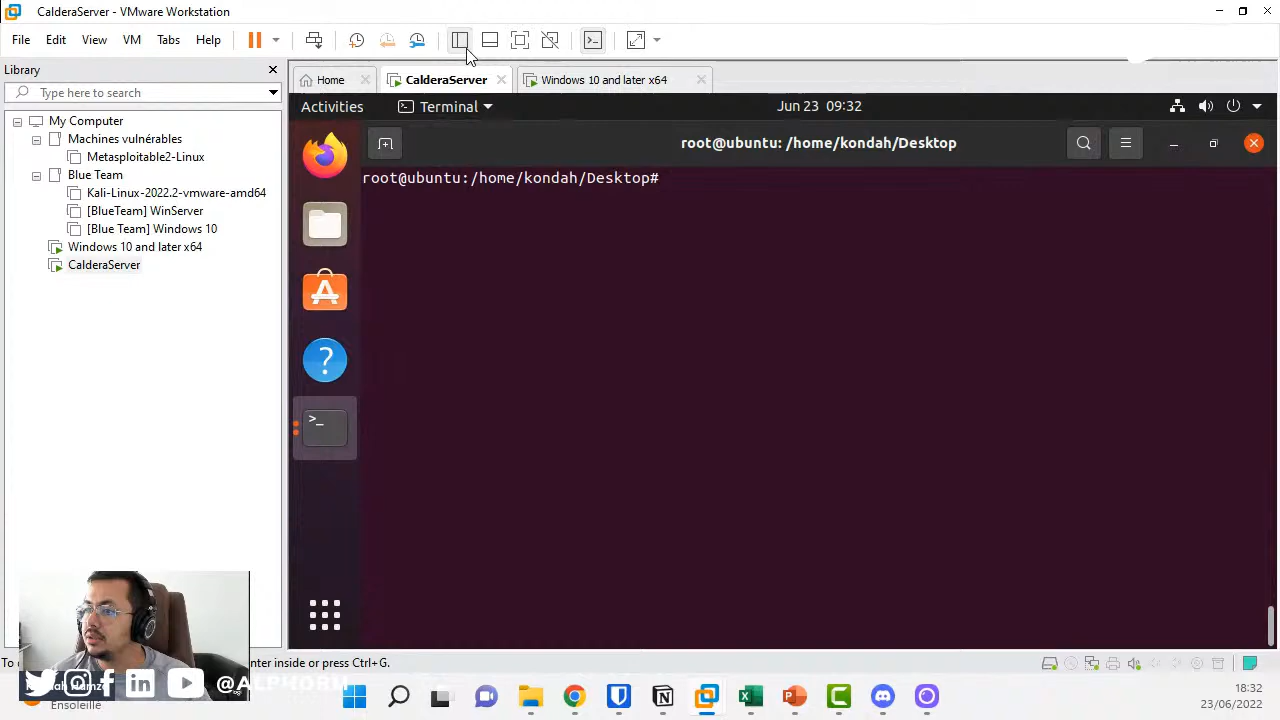 CalderaServer - VMware Workstation
File Edit View VM Tabs Help
Library
Type here to search
My Computer
Machines vulnérables
Metasploitable2-Linux
Blue Team
Kali-Linux-2022.2-vmware-amd64
[BlueTeam] WinServer
[Blue Team] Windows 10
Windows 10 and later x64
CalderaServer
Home CalderaServer Windows 10 and later x64
Activities Terminal Jun 23 09:32
root@ubuntu: /home/kondah/Desktop
root@ubuntu:/home/kondah/Desktop#
enter inside or press Ctrl+G.
@ALPHORM
Ensoleille
18:32
23/06/2022